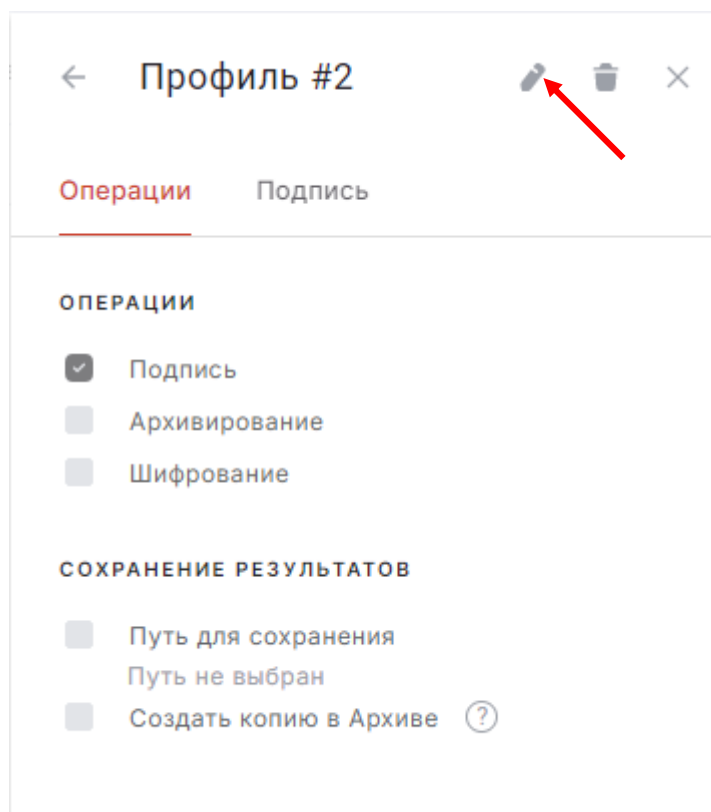 Профиль #2
Операции Подпись
ОПЕРАЦИИ
Подпись
Архивирование
Шифрование
СОХРАНЕНИЕ РЕЗУЛЬТАТОВ
Путь для сохранения
Путь не выбран
Создать копию в Архиве ?